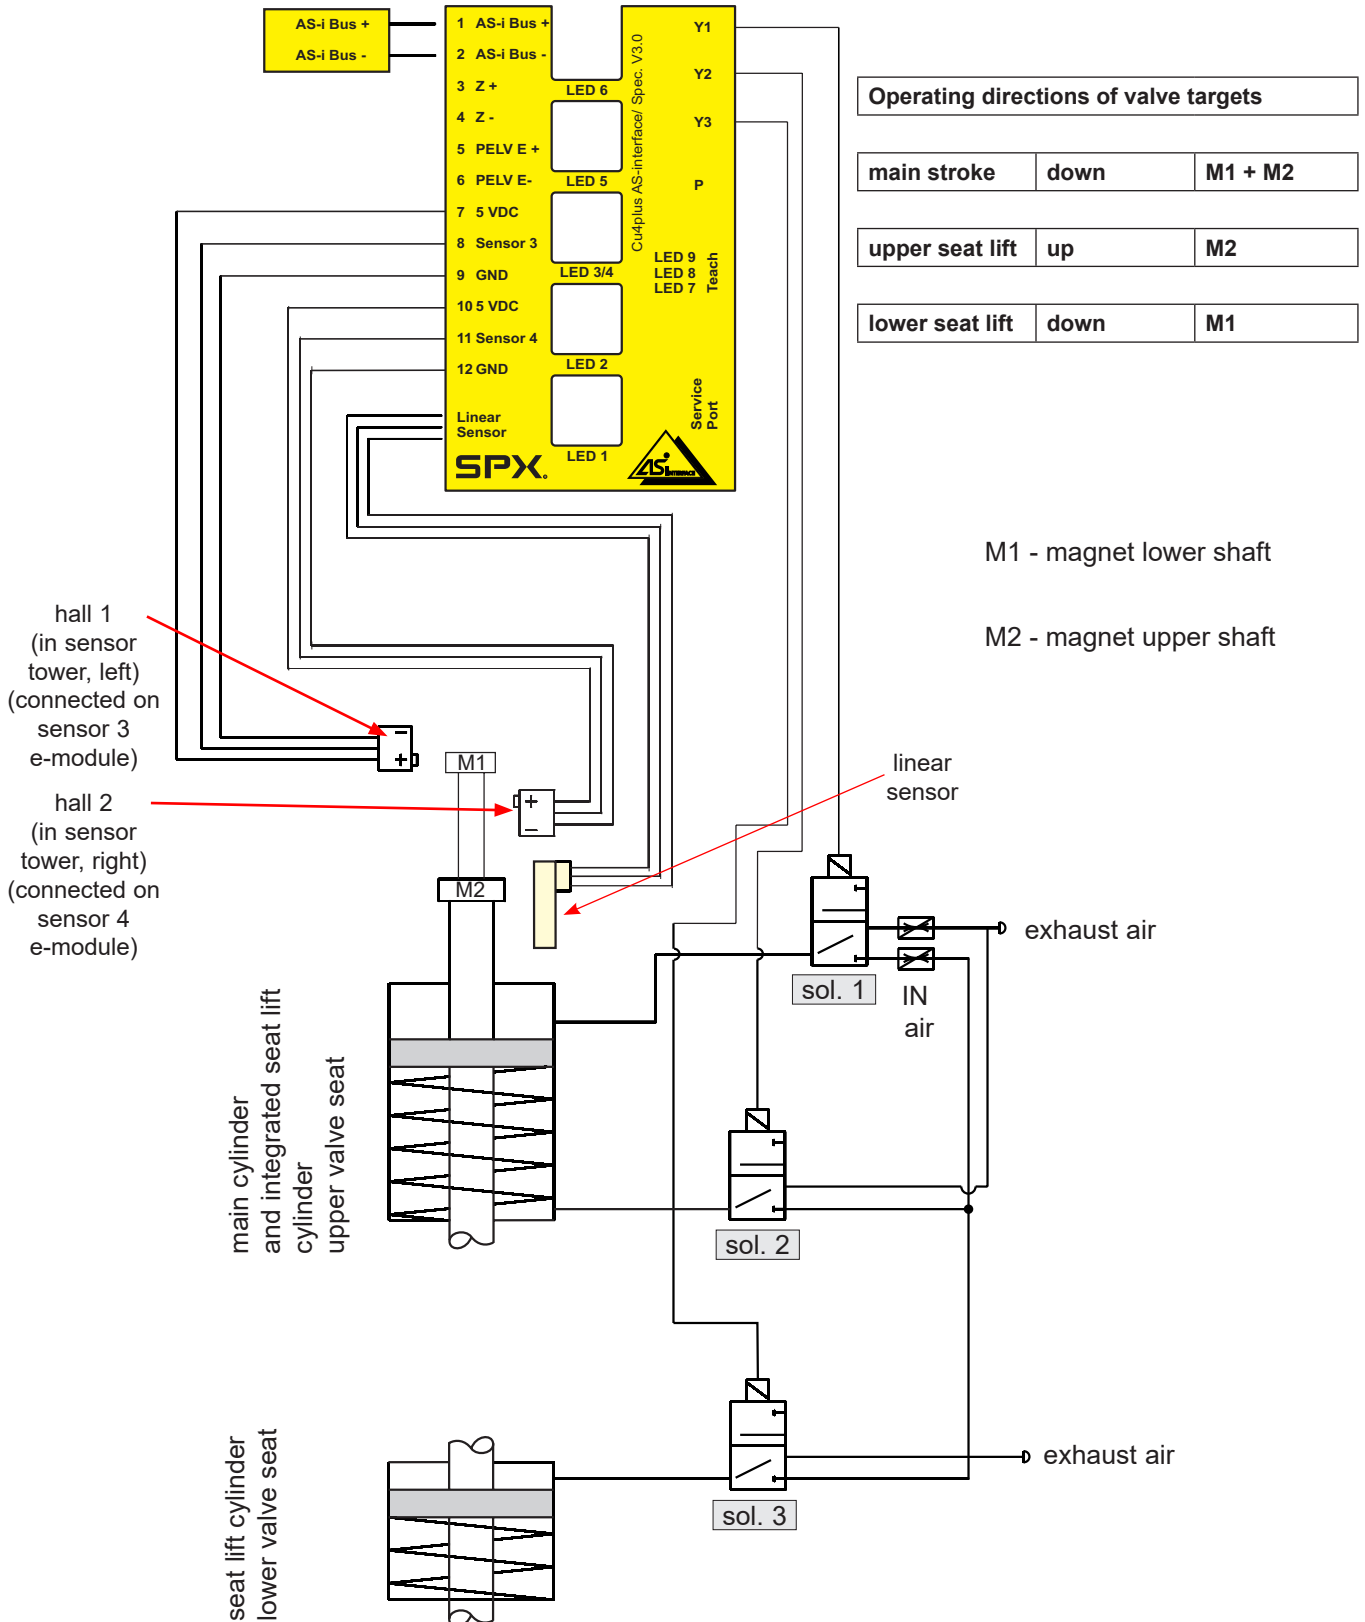 AS-i Bus +
AS-i Bus -
1 AS-i Bus +
2 AS-i Bus -
3 Z +
4 Z -
5 PELV E +
6 PELV E-
7 5 VDC
8 Sensor 3
9 GND
10 5 VDC
11 Sensor 4
12 GND
Linear
Sensor
SPX.
LED 6
LED 5
LED 3/4
LED 2
LED 1
Cu4plus AS-interface/ Spec. V3.0
Y1
Y2
Y3
P
LED 9
LED 8
LED 7
Teach
Service
Port
AS-i INTERFACE
Operating directions of valve targets
main stroke down M1 + M2
upper seat lift up M2
lower seat lift down M1
M1 - magnet lower shaft
M2 - magnet upper shaft
hall 1
(in sensor
tower, left)
(connected on
sensor 3
e-module)
hall 2
(in sensor
tower, right)
(connected on
sensor 4
e-module)
− 
+
M1
+
−
M2
linear
sensor
exhaust air
sol. 1
IN
air
main cylinder
and integrated seat lift
cylinder
upper valve seat
sol. 2
exhaust air
sol. 3
seat lift cylinder
lower valve seat